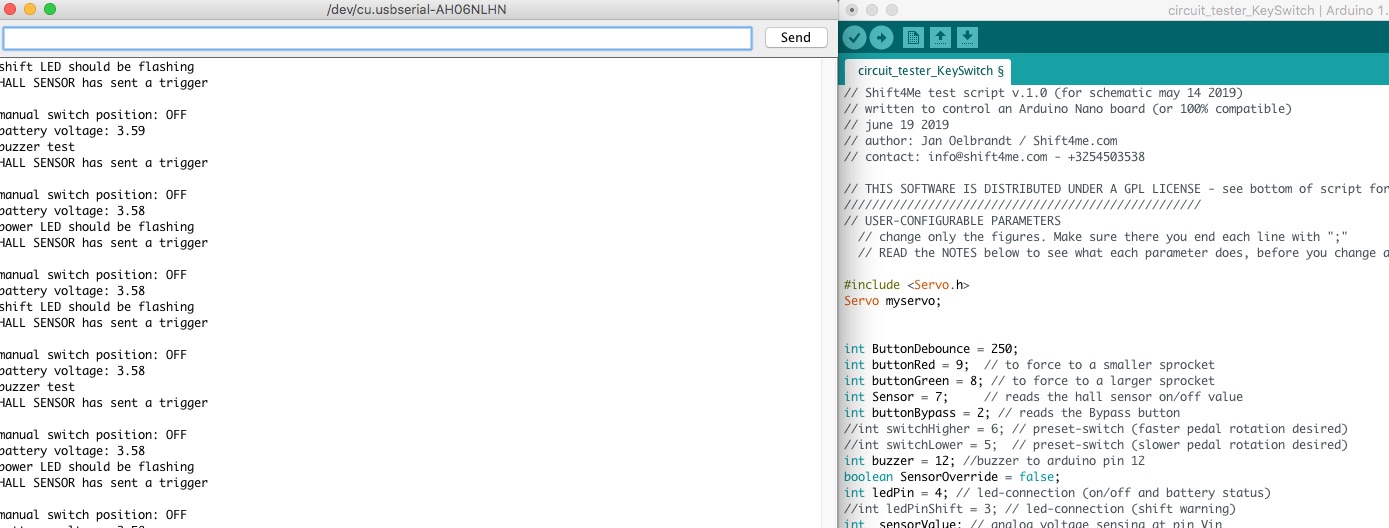 /dev/cu.usbserial-AH06NLHN
Send
shift LED should be flashing
HALL SENSOR has sent a trigger
manual switch position: OFF
battery voltage: 3.59
buzzer test
HALL SENSOR has sent a trigger
manual switch position: OFF
battery voltage: 3.58
power LED should be flashing
HALL SENSOR has sent a trigger
manual switch position: OFF
battery voltage: 3.58
shift LED should be flashing
HALL SENSOR has sent a trigger
manual switch position: OFF
battery voltage: 3.58
buzzer test
HALL SENSOR has sent a trigger
manual switch position: OFF
battery voltage: 3.58
power LED should be flashing
HALL SENSOR has sent a trigger
manual switch position: OFF
circuit_tester_KeySwitch | Arduino 1.
circuit_tester_KeySwitch §
// Shift4Me test script v.1.0 (for schematic may 14 2019)
// written to control an Arduino Nano board (or 100% compatible)
// june 19 2019
// author: Jan Oelbrandt / Shift4me.com
// contact: info@shift4me.com - +3254503538
// THIS SOFTWARE IS DISTRIBUTED UNDER A GPL LICENSE - see bottom of script for
///////////////////////////////////////////////////
// USER-CONFIGURABLE PARAMETERS
// change only the figures. Make sure there you end each line with ";"
// READ the NOTES below to see what each parameter does, before you change a
#include <Servo.h>
Servo myservo;
int ButtonDebounce = 250;
int buttonRed = 9;  // to force to a smaller sprocket
int buttonGreen = 8; // to force to a larger sprocket
int Sensor = 7;     // reads the hall sensor on/off value
int buttonBypass = 2; // reads the Bypass button
//int switchHigher = 6; // preset-switch (faster pedal rotation desired)
//int switchLower = 5;  // preset-switch (slower pedal rotation desired)
int buzzer = 12; //buzzer to arduino pin 12
boolean SensorOverride = false;
int ledPin = 4; // led-connection (on/off and battery status)
//int ledPinShift = 3; // led-connection (shift warning)
int  sensorValue; // analog voltage sensing at pin Vin